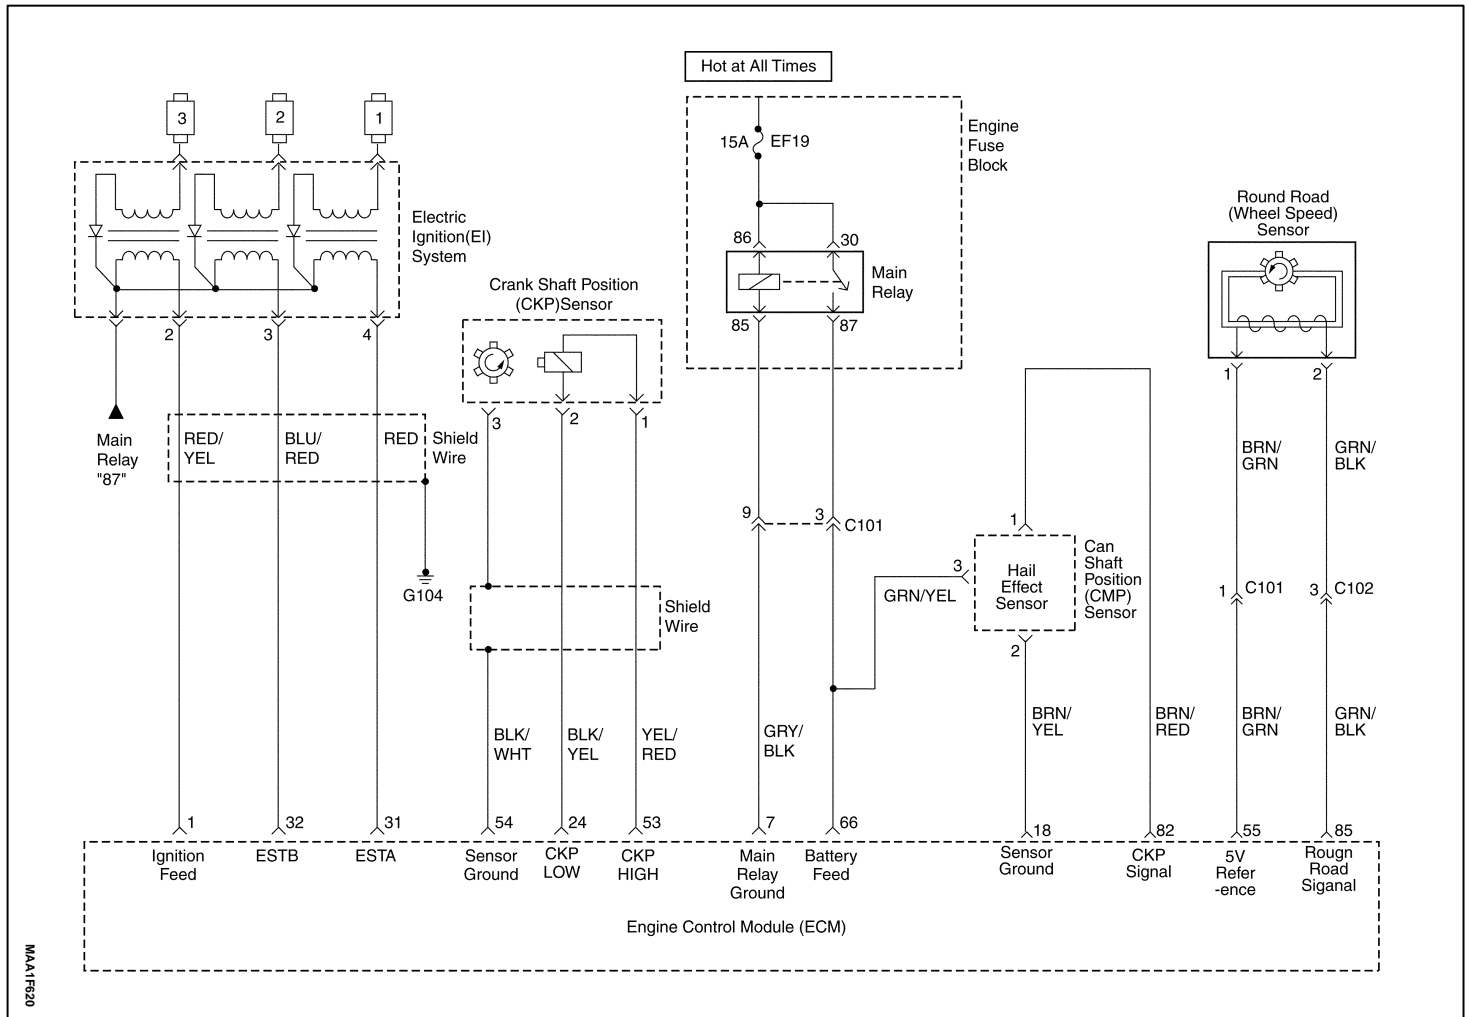 Hot at All Times
3
2
1
15A
EF19
Engine
Fuse
Block
86
30
Main
Relay
85
87
Electric
Ignition(EI)
System
2
3
4
Main
Relay
"87"
RED/
YEL
BLU/
RED
RED
Shield
Wire
G104
Crank Shaft Position
(CKP)Sensor
3
2
1
Shield
Wire
BLK/
WHT
BLK/
YEL
YEL/
RED
9
3
C101
GRY/
BLK
GRN/YEL
3
1
Hail
Effect
Sensor
2
Can
Shaft
Position
(CMP)
Sensor
BRN/
YEL
BRN/
RED
Round Road
(Wheel Speed)
Sensor
1
2
BRN/
GRN
GRN/
BLK
1
C101
3
C102
BRN/
GRN
GRN/
BLK
1
32
31
54
24
53
7
66
18
82
55
85
Ignition
Feed
ESTB
ESTA
Sensor
Ground
CKP
LOW
CKP
HIGH
Main
Relay
Ground
Battery
Feed
Sensor
Ground
CKP
Signal
5V
Refer
-ence
Rougn
Road
Siganal
Engine Control Module (ECM)
MAA1F620